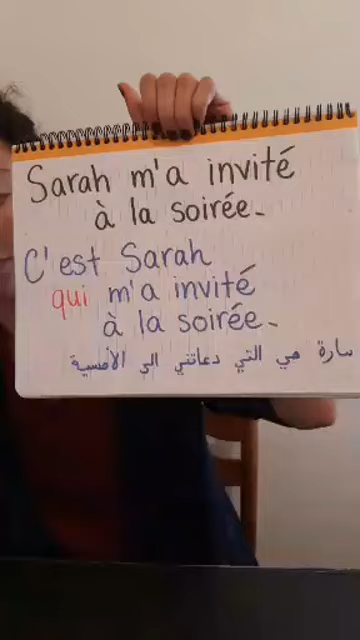 Sarah m'a invité
à la soirée.
C'est Sarah
qui m'a invité
à la soirée.
سارة هي التي دعاتني الى الأمسية